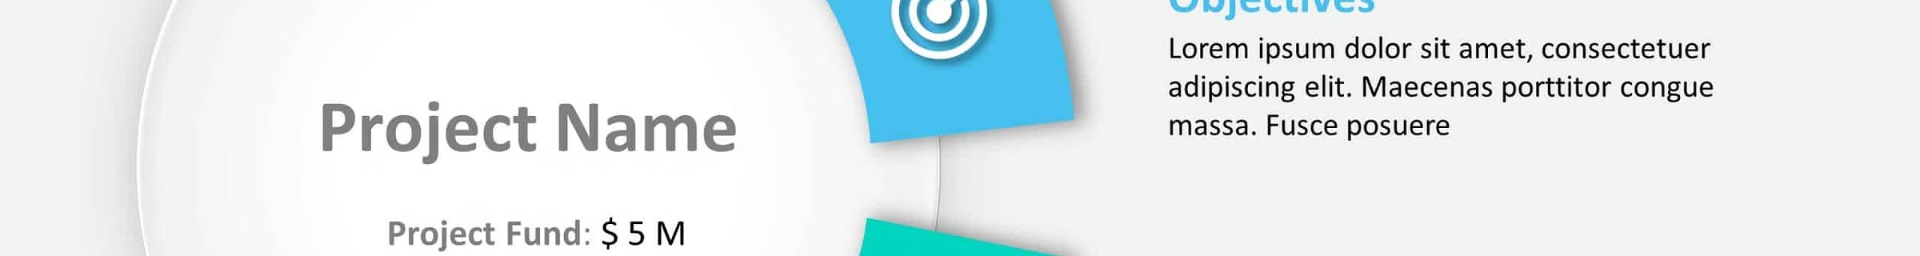 Project Name
Project Fund: $ 5 M
Objectives
Lorem ipsum dolor sit amet, consectetuer
adipiscing elit. Maecenas porttitor congue
massa. Fusce posuere